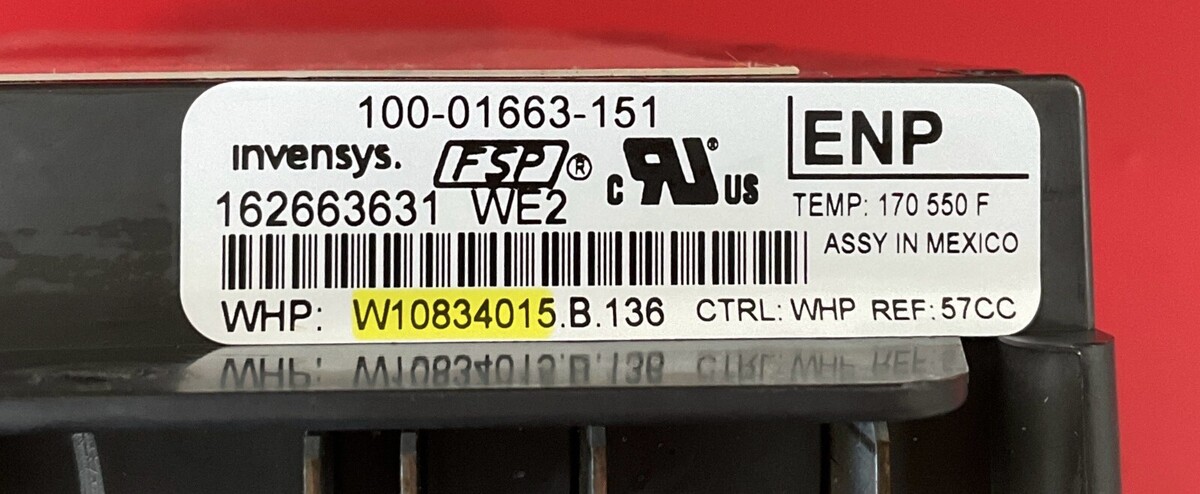 100-01663-151
invensys. FSP® c RU® US
ENP
162663631 WE2
TEMP: 170 550 F
ASSY IN MEXICO
WHP: W10834015.B.136 CTRL: WHP REF: 57CC